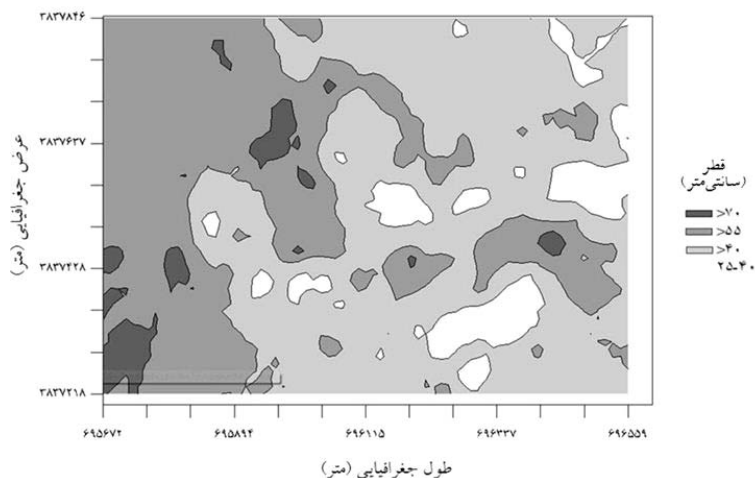 ۳۸۳۷۸۴۶
۳۸۳۷۶۳۷
۳۸۳۷۴۲۸
۳۸۳۷۲۱۸
عرض جغرافیایی (متر)
۶۹۵۶۷۲ ۶۹۵۸۹۴ ۶۹۶۱۱۵ ۶۹۶۳۳۷ ۶۹۶۵۵۹
طول جغرافیایی (متر)
قطر
(سانتی‌متر)
>۷۰
>۵۵
>۴۰
۲۵-۴۰